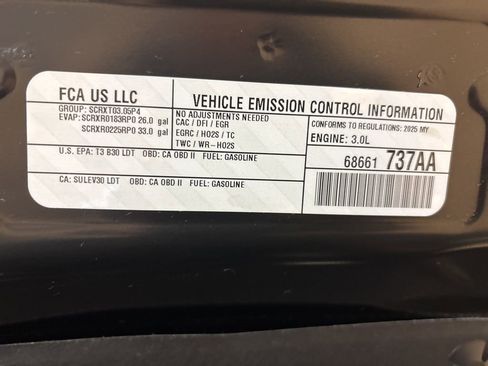 FCA US LLC
VEHICLE EMISSION CONTROL INFORMATION
GROUP: SCRXT03.05P4
EVAP: SCRXR0183RP0 26.0 gal
SCRXR0225RP0 33.0 gal
NO ADJUSTMENTS NEEDED
CAC / DFI / EGR
EGRC / HO2S / TC
TWC / WR-HO2S
CONFORMS TO REGULATIONS: 2025 MY
ENGINE: 3.0L
U.S. EPA: T3 B30 LDT OBD: CA OBD II FUEL: GASOLINE
CA: SULEV30 LDT OBD: CA OBD II FUEL: GASOLINE
68661 737AA